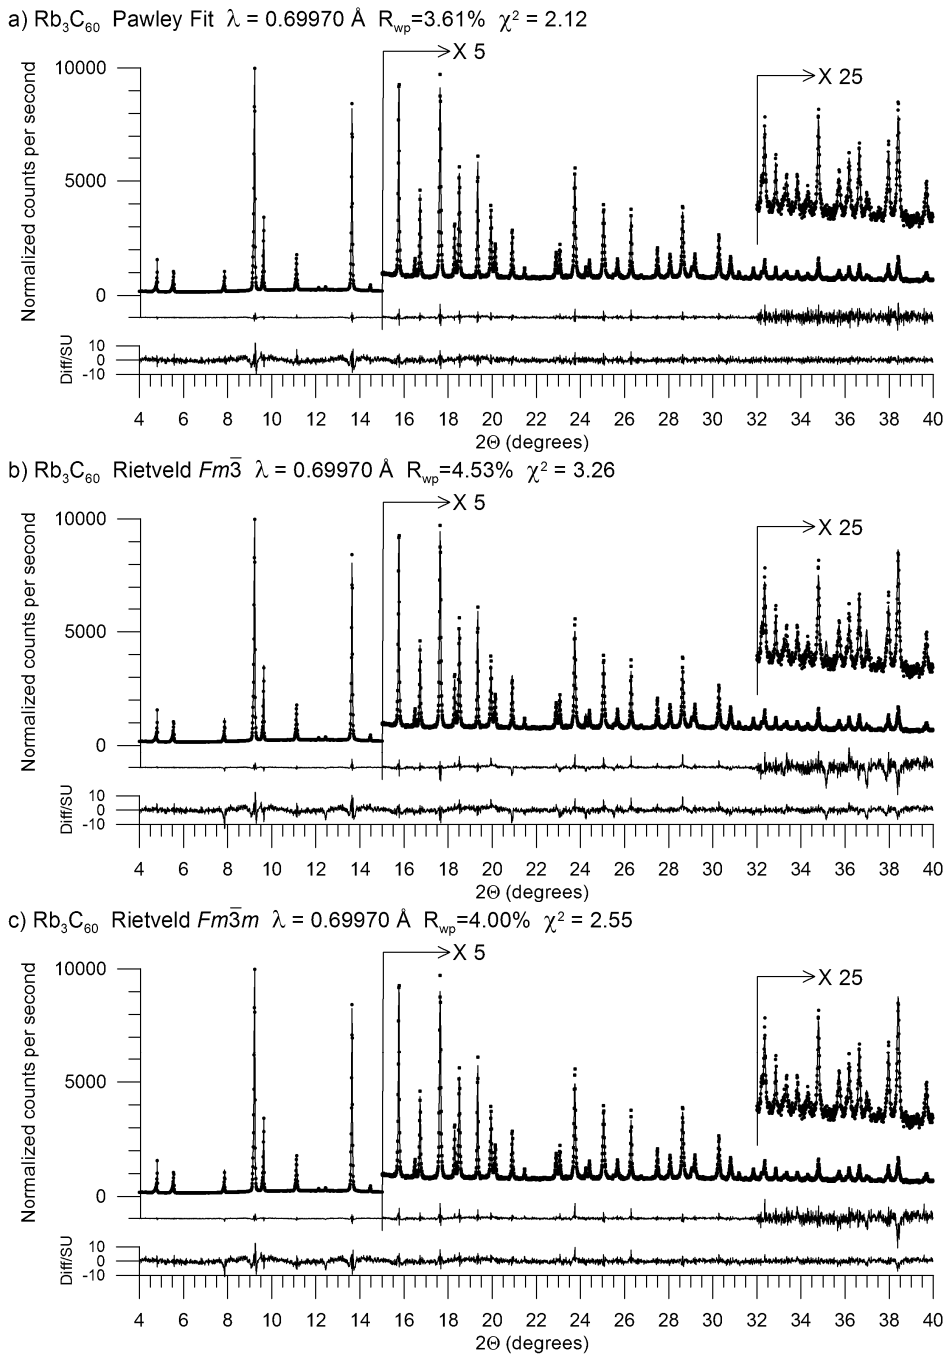 a) Rb₃C₆₀ Pawley Fit λ = 0.69970 Å R_wp=3.61% χ² = 2.12
X 5
X 25
10000
5000
0
Normalized counts per second
10
0
-10
Diff/SU
4 6 8 10 12 14 16 18 20 22 24 26 28 30 32 34 36 38 40
2Θ (degrees)
b) Rb₃C₆₀ Rietveld Fm3̅ λ = 0.69970 Å R_wp=4.53% χ² = 3.26
X 5
X 25
10000
5000
0
Normalized counts per second
10
0
-10
Diff/SU
4 6 8 10 12 14 16 18 20 22 24 26 28 30 32 34 36 38 40
2Θ (degrees)
c) Rb₃C₆₀ Rietveld Fm3̅m λ = 0.69970 Å R_wp=4.00% χ² = 2.55
X 5
X 25
10000
5000
0
Normalized counts per second
10
0
-10
Diff/SU
4 6 8 10 12 14 16 18 20 22 24 26 28 30 32 34 36 38 40
2Θ (degrees)